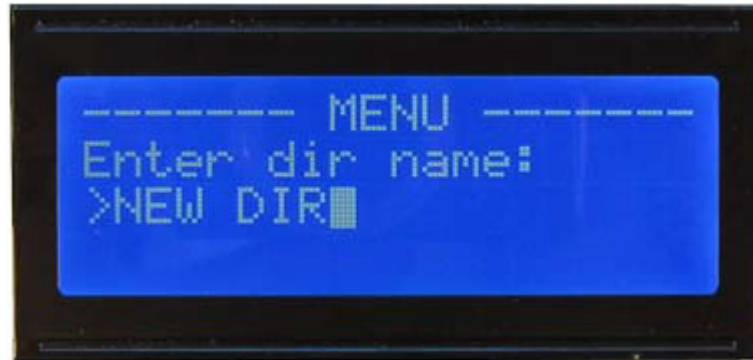 ------- MENU -------
Enter dir name:
>NEW DIR